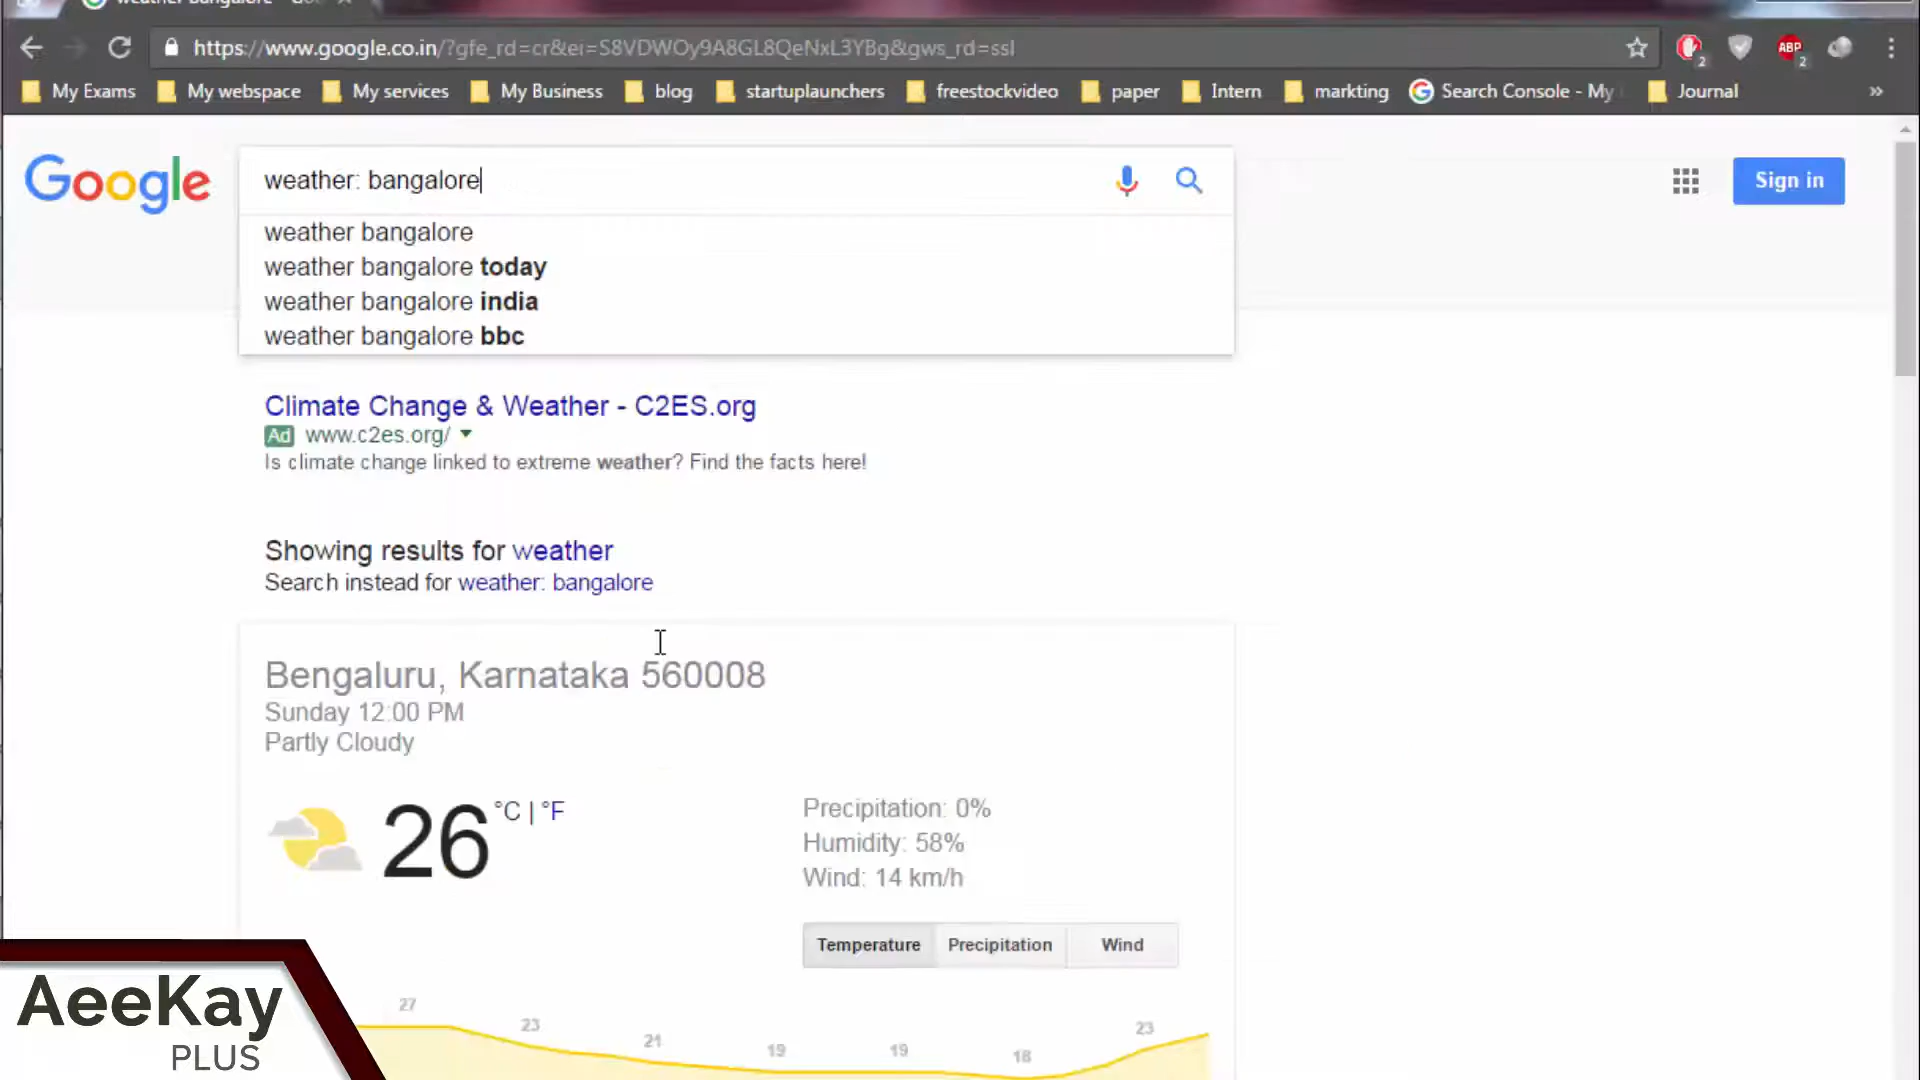 https://www.google.co.in/?gfe_rd=cr&ei=S8VDWOy9A8GL8QeNxL3YBg&gws_rd=ssl
2
ABP
2
My Exams
My webspace
My services
My Business
blog
startuplaunchers
freestockvideo
paper
Intern
markting
Search Console - My
Journal
»
Google
weather: bangalore
Sign in
weather bangalore
weather bangalore today
weather bangalore india
weather bangalore bbc
Climate Change & Weather - C2ES.org
Ad www.c2es.org/
Is climate change linked to extreme weather? Find the facts here!
Showing results for weather
Search instead for weather: bangalore
Bengaluru, Karnataka 560008
Sunday 12:00 PM
Partly Cloudy
26 °C | °F
Precipitation: 0%
Humidity: 58%
Wind: 14 km/h
Temperature
Precipitation
Wind
27
23
21
19
19
18
23
AeeKay
PLUS